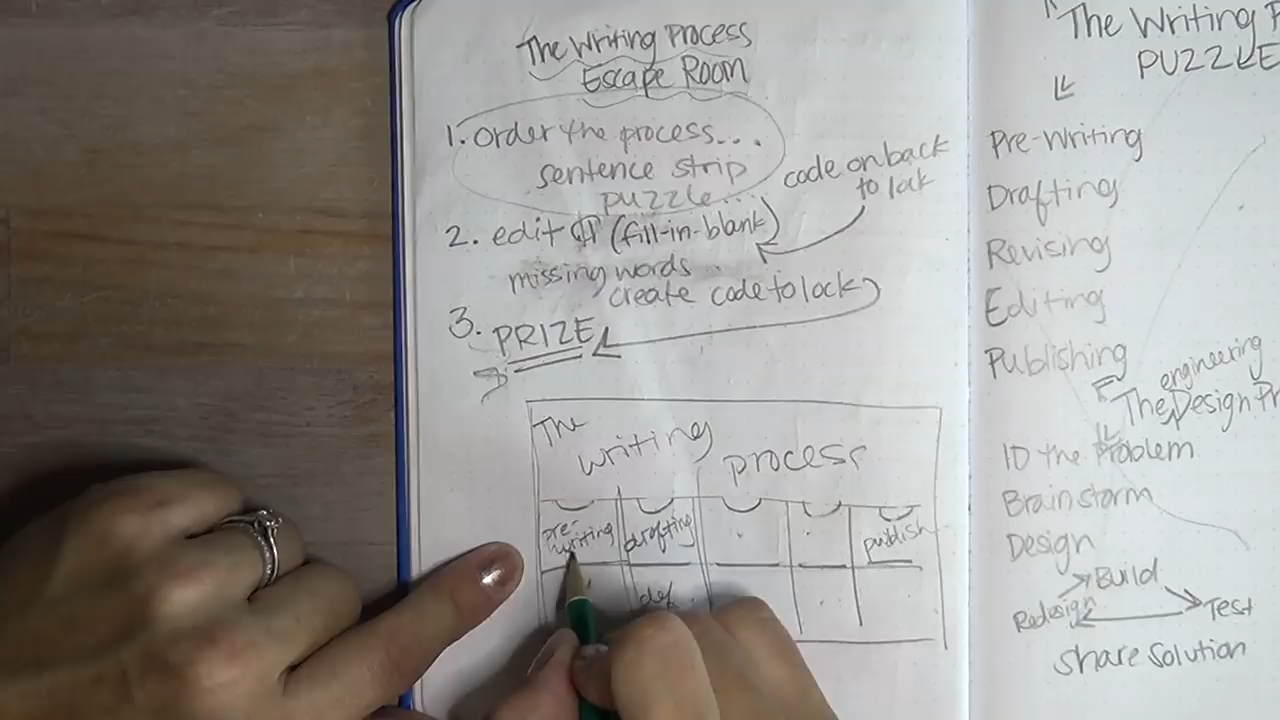 The Writing Process
Escape Room
1. order the process...
sentence strip
puzzle...
code on back
to lock
2. edit ¶ (fill-in-blank)
missing words
create code to lock
3. PRIZE
The
writing
process
pre-
writing
drafting
publish
def
The Writing
PUZZLE
Pre-Writing
Drafting
Revising
Editing
Publishing
engineering
The Design
ID the Problem
Brainstorm
Design
Build
Redesign
Test
Share Solution